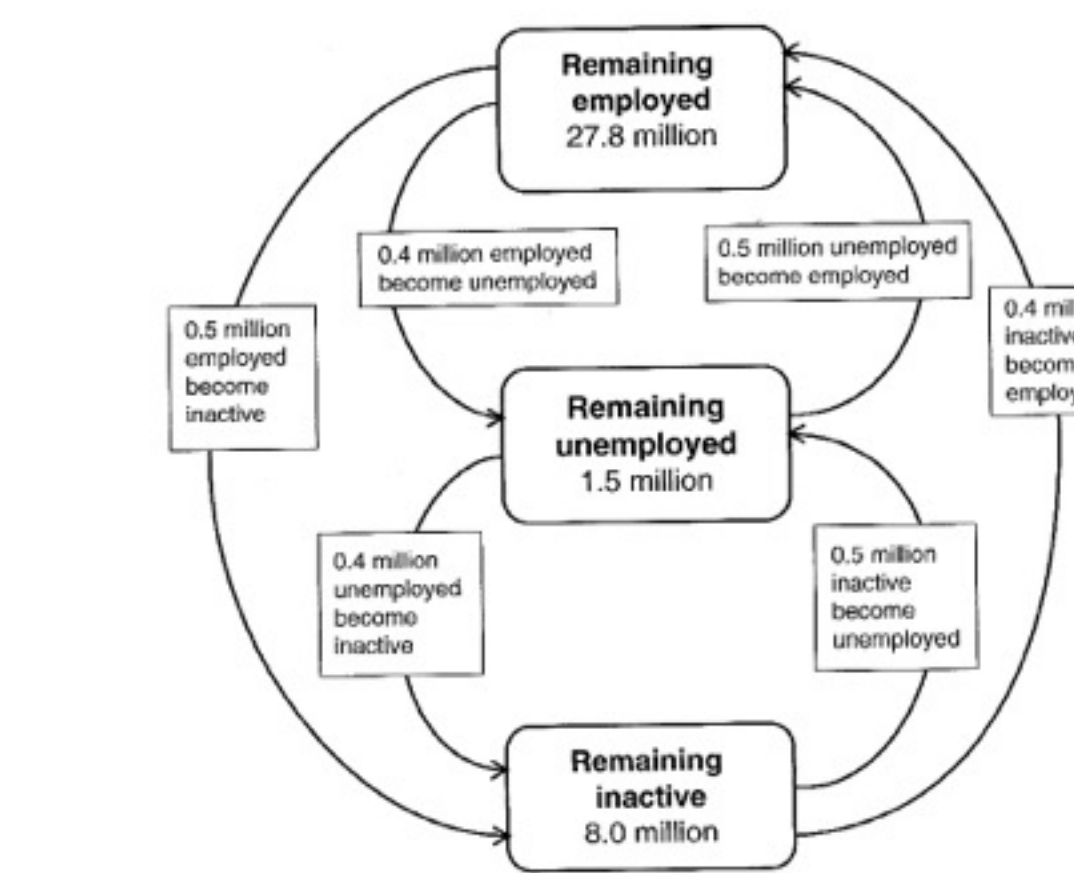 Remaining
employed
27.8 million
0.4 million employed
become unemployed
0.5 million unemployed
become employed
0.5 million
employed
become
inactive
0.4
Remaining
unemployed
1.5 million
0.4 million
unemployed
become
inactive
0.5 million
inactive
become
unemployed
Remaining
inactive
8.0 million